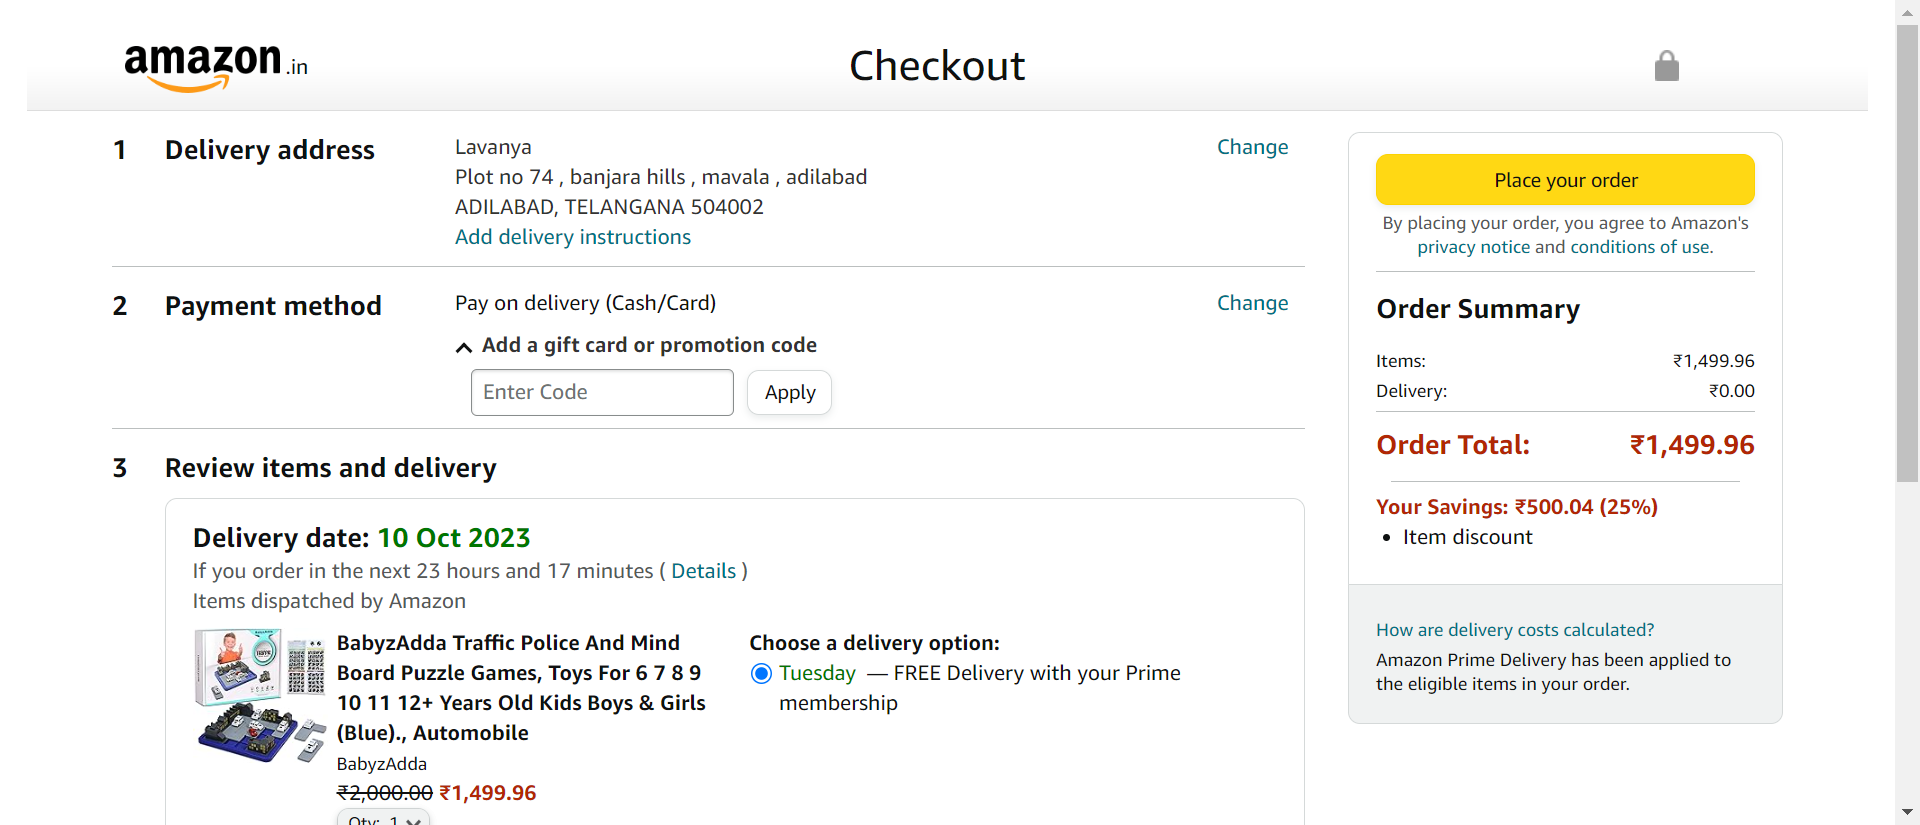 amazon.in
Checkout
1 Delivery address
Lavanya
Plot no 74 , banjara hills , mavala , adilabad
ADILABAD, TELANGANA 504002
Add delivery instructions
Change
2 Payment method
Pay on delivery (Cash/Card)
Change
Add a gift card or promotion code
Enter Code
Apply
3 Review items and delivery
Delivery date: 10 Oct 2023
If you order in the next 23 hours and 17 minutes ( Details )
Items dispatched by Amazon
BabyzAdda Traffic Police And Mind
Board Puzzle Games, Toys For 6 7 8 9
10 11 12+ Years Old Kids Boys & Girls
(Blue)., Automobile
BabyzAdda
₹2,000.00 ₹1,499.96
Qty: 1
Choose a delivery option:
Tuesday — FREE Delivery with your Prime
membership
Place your order
By placing your order, you agree to Amazon's
privacy notice and conditions of use.
Order Summary
Items: ₹1,499.96
Delivery: ₹0.00
Order Total: ₹1,499.96
Your Savings: ₹500.04 (25%)
• Item discount
How are delivery costs calculated?
Amazon Prime Delivery has been applied to
the eligible items in your order.